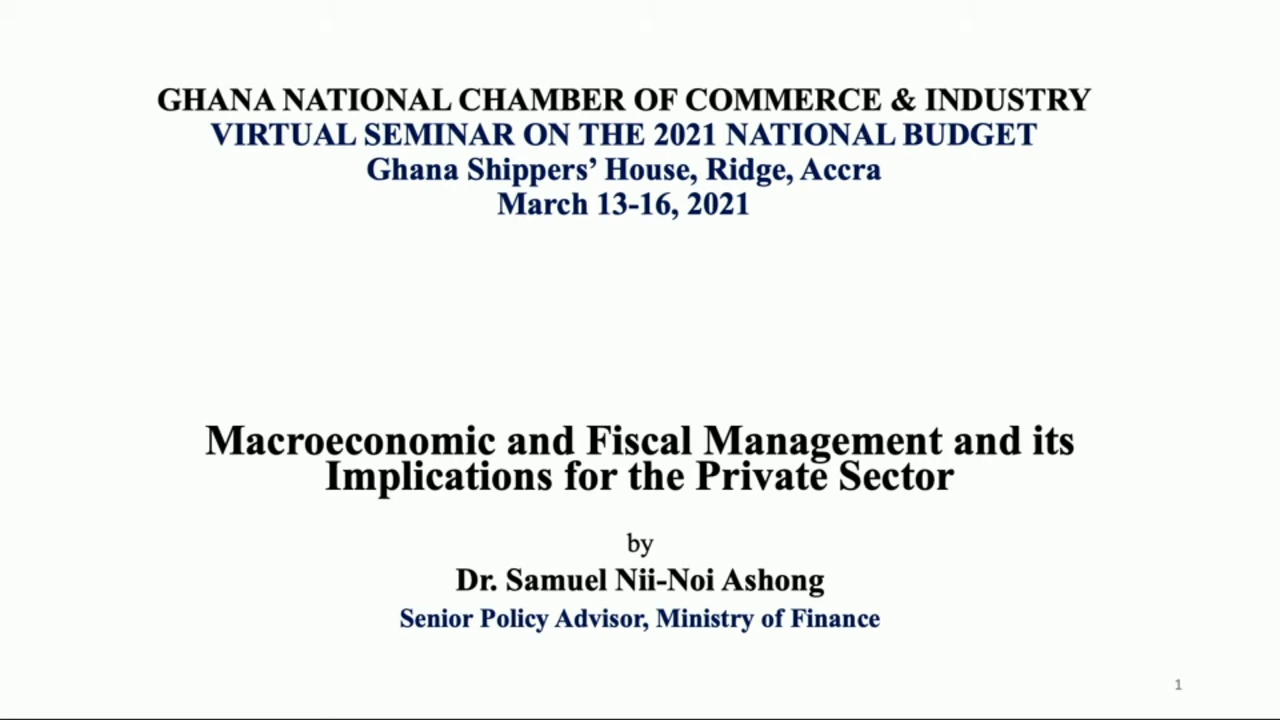 GHANA NATIONAL CHAMBER OF COMMERCE & INDUSTRY
VIRTUAL SEMINAR ON THE 2021 NATIONAL BUDGET
Ghana Shippers’ House, Ridge, Accra
March 13-16, 2021
Macroeconomic and Fiscal Management and its
Implications for the Private Sector
by
Dr. Samuel Nii-Noi Ashong
Senior Policy Advisor, Ministry of Finance
1